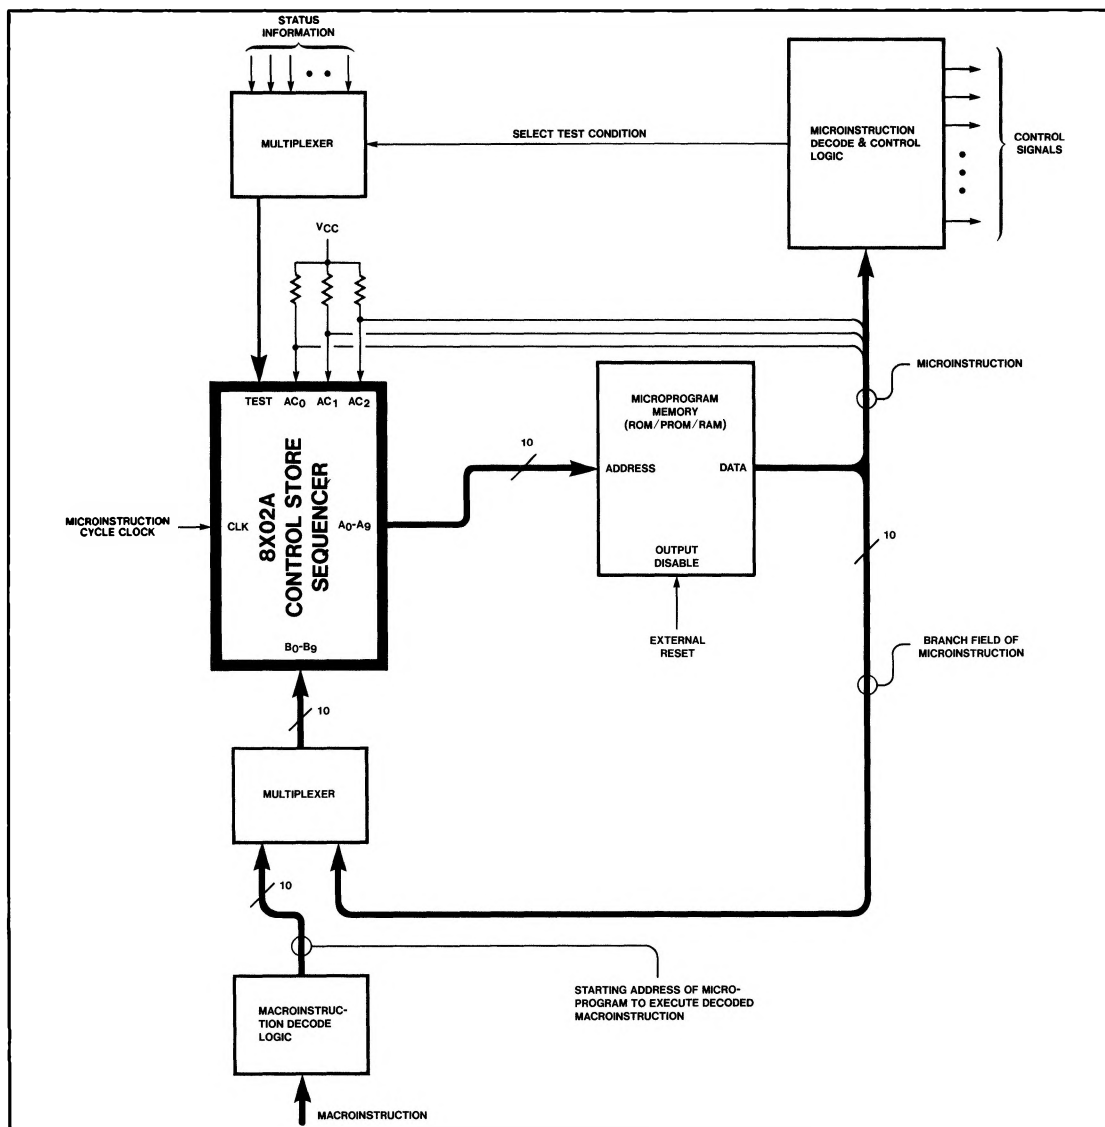 STATUS
INFORMATION
MULTIPLEXER
SELECT TEST CONDITION
MICROINSTRUCTION
DECODE & CONTROL
LOGIC
CONTROL
SIGNALS
VCC
MICROINSTRUCTION
TEST AC0 AC1 AC2
MICROPROGRAM
MEMORY
(ROM/PROM/RAM)
10
ADDRESS DATA
MICROINSTRUCTION
CYCLE CLOCK
CLK
8X02A
CONTROL STORE
SEQUENCER
A0-A9
10
OUTPUT
DISABLE
EXTERNAL
RESET
BRANCH FIELD OF
MICROINSTRUCTION
B0-B9
10
MULTIPLEXER
10
STARTING ADDRESS OF MICRO-
PROGRAM TO EXECUTE DECODED
MACROINSTRUCTION
MACROINSTRUC-
TION DECODE
LOGIC
MACROINSTRUCTION